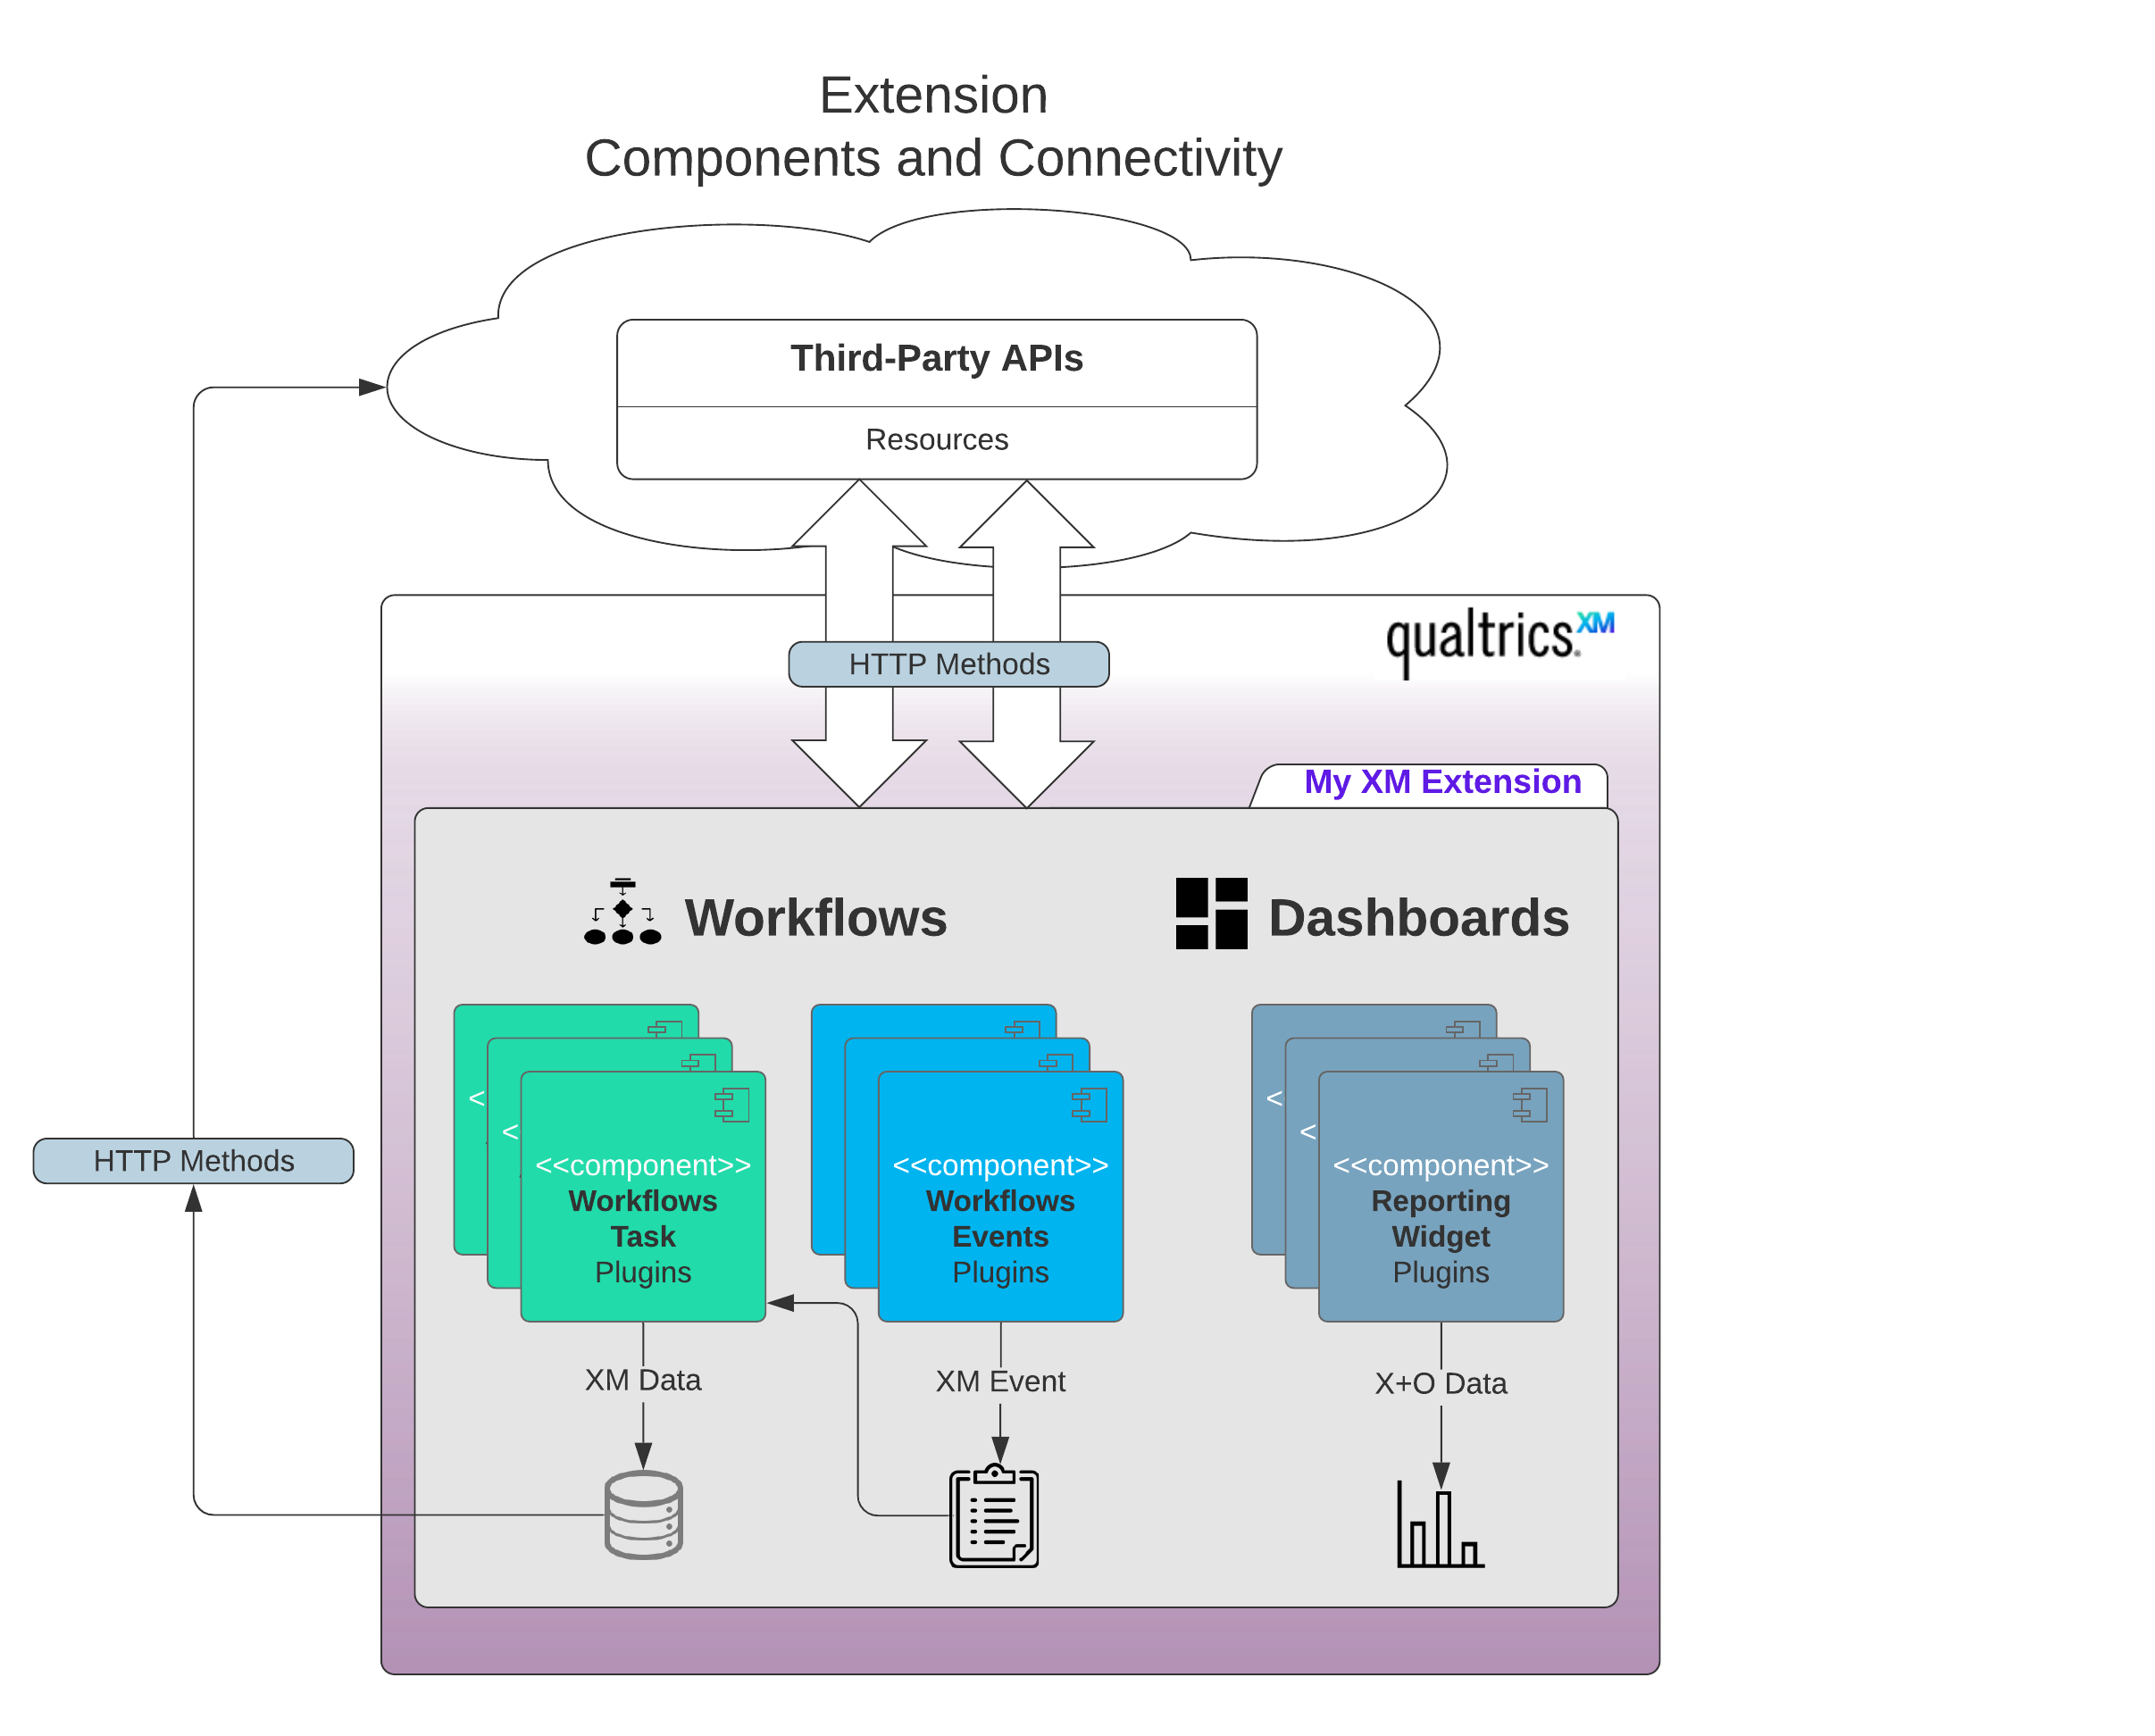 Extension
Components and Connectivity
Third-Party APIs
Resources
qualtrics.XM
HTTP Methods
My XM Extension
Workflows
Dashboards
<
<
<<component>>
Workflows
Task
Plugins
<<component>>
Workflows
Events
Plugins
<
<
<<component>>
Reporting
Widget
Plugins
HTTP Methods
XM Data
XM Event
X+O Data